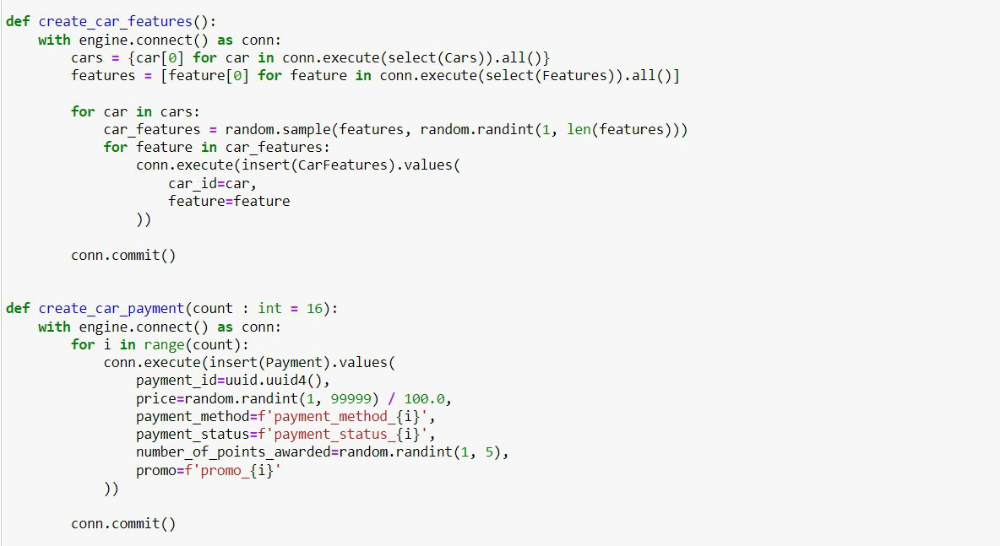 def create_car_features():
    with engine.connect() as conn:
        cars = {car[0] for car in conn.execute(select(Cars)).all()}
        features = [feature[0] for feature in conn.execute(select(Features)).all()]

        for car in cars:
            car_features = random.sample(features, random.randint(1, len(features)))
            for feature in car_features:
                conn.execute(insert(CarFeatures).values(
                    car_id=car,
                    feature=feature
                ))

        conn.commit()


def create_car_payment(count : int = 16):
    with engine.connect() as conn:
        for i in range(count):
            conn.execute(insert(Payment).values(
                payment_id=uuid.uuid4(),
                price=random.randint(1, 99999) / 100.0,
                payment_method=f'payment_method_{i}',
                payment_status=f'payment_status_{i}',
                number_of_points_awarded=random.randint(1, 5),
                promo=f'promo_{i}'
            ))

        conn.commit()